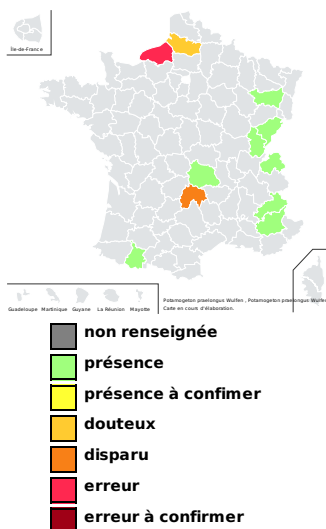 Île-de-France
Guadeloupe Martinique Guyane La Réunion Mayotte
Potamogeton praelongus Wulfen , Potamogeton praelongus Wulfen
Carte en cours d'élaboration.
non renseignée
présence
présence à confimer
douteux
disparu
erreur
erreur à confirmer